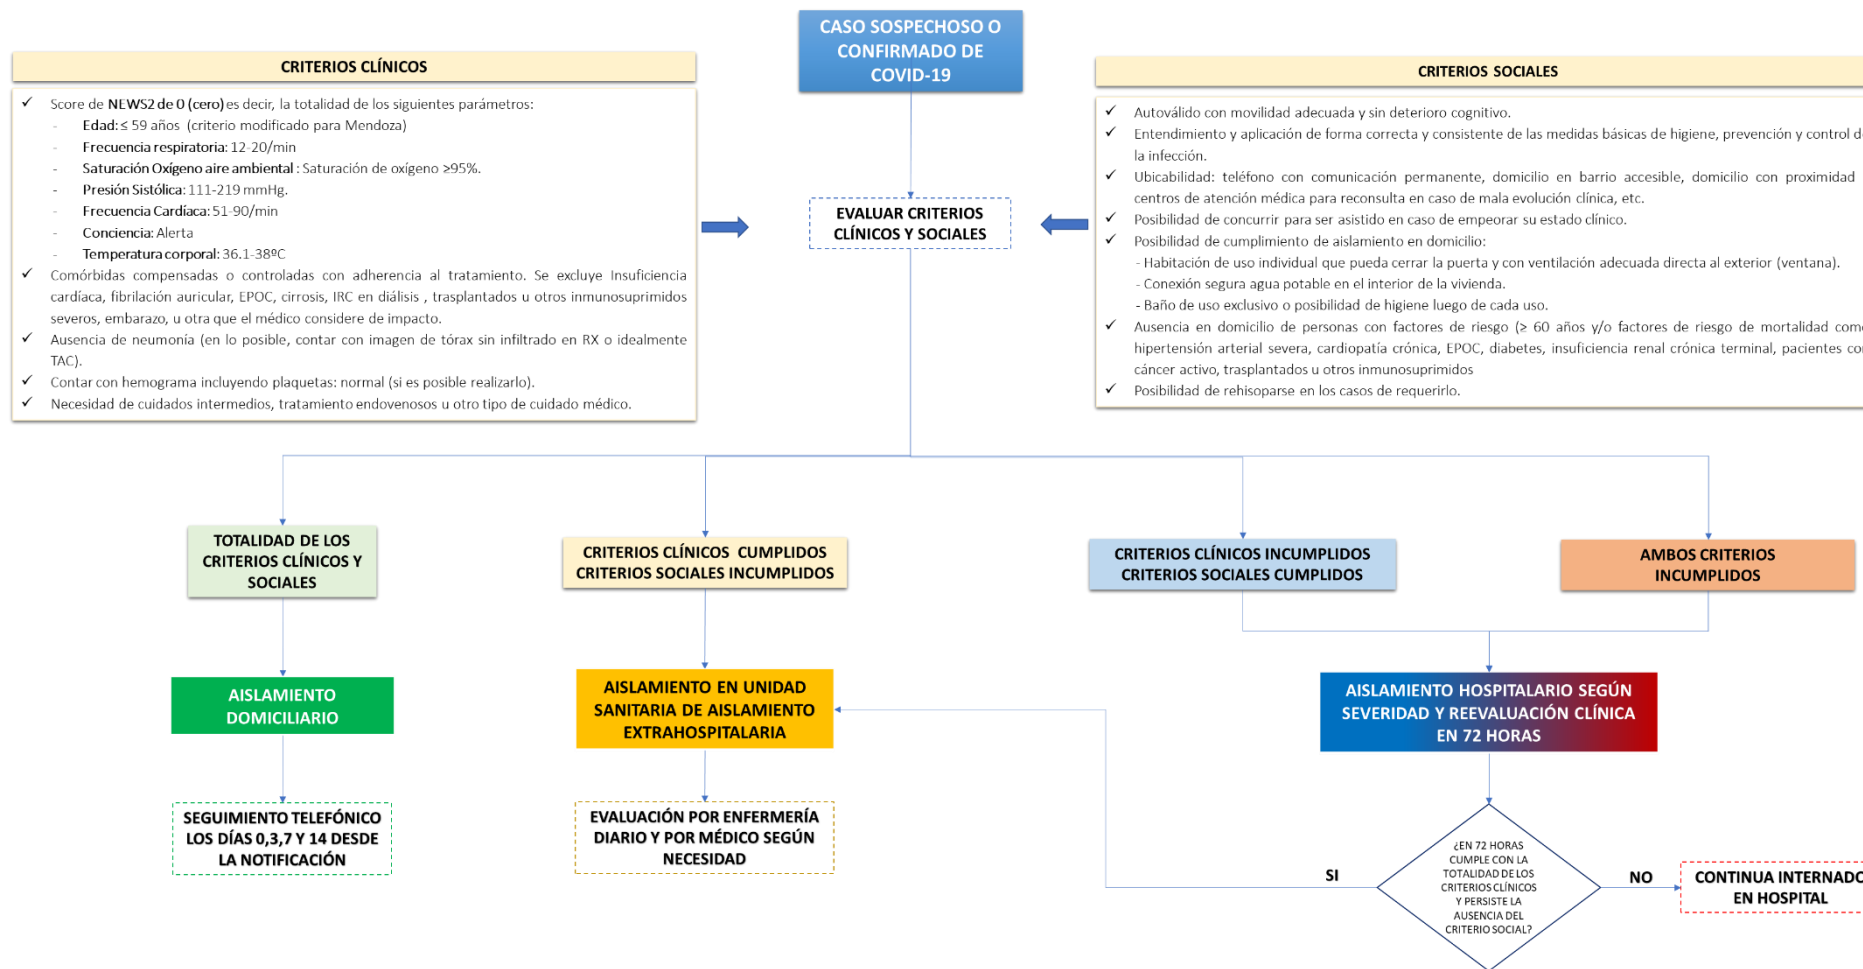 CASO SOSPECHOSO O
CONFIRMADO DE
COVID-19
CRITERIOS CLÍNICOS
✓ Score de NEWS2 de 0 (cero) es decir, la totalidad de los siguientes parámetros:
- Edad: ≤ 59 años (criterio modificado para Mendoza)
- Frecuencia respiratoria: 12-20/min
- Saturación Oxígeno aire ambiental : Saturación de oxígeno ≥95%.
- Presión Sistólica: 111-219 mmHg.
- Frecuencia Cardíaca: 51-90/min
- Conciencia: Alerta
- Temperatura corporal: 36.1-38ºC
✓ Comórbidas compensadas o controladas con adherencia al tratamiento. Se excluye Insuficiencia
cardíaca, fibrilación auricular, EPOC, cirrosis, IRC en diálisis , trasplantados u otros inmunosuprimidos
severos, embarazo, u otra que el médico considere de impacto.
✓ Ausencia de neumonía (en lo posible, contar con imagen de tórax sin infiltrado en RX o idealmente
TAC).
✓ Contar con hemograma incluyendo plaquetas: normal (si es posible realizarlo).
✓ Necesidad de cuidados intermedios, tratamiento endovenosos u otro tipo de cuidado médico.
EVALUAR CRITERIOS
CLÍNICOS Y SOCIALES
CRITERIOS SOCIALES
✓ Autoválido con movilidad adecuada y sin deterioro cognitivo.
✓ Entendimiento y aplicación de forma correcta y consistente de las medidas básicas de higiene, prevención y control de
la infección.
✓ Ubicabilidad: teléfono con comunicación permanente, domicilio en barrio accesible, domicilio con proximidad
centros de atención médica para reconsulta en caso de mala evolución clínica, etc.
✓ Posibilidad de concurrir para ser asistido en caso de empeorar su estado clínico.
✓ Posibilidad de cumplimiento de aislamiento en domicilio:
- Habitación de uso individual que pueda cerrar la puerta y con ventilación adecuada directa al exterior (ventana).
- Conexión segura agua potable en el interior de la vivienda.
- Baño de uso exclusivo o posibilidad de higiene luego de cada uso.
✓ Ausencia en domicilio de personas con factores de riesgo (≥ 60 años y/o factores de riesgo de mortalidad como
hipertensión arterial severa, cardiopatía crónica, EPOC, diabetes, insuficiencia renal crónica terminal, pacientes con
cáncer activo, trasplantados u otros inmunosuprimidos
✓ Posibilidad de rehisoparse en los casos de requerirlo.
TOTALIDAD DE LOS
CRITERIOS CLÍNICOS Y
SOCIALES
CRITERIOS CLÍNICOS CUMPLIDOS
CRITERIOS SOCIALES INCUMPLIDOS
CRITERIOS CLÍNICOS INCUMPLIDOS
CRITERIOS SOCIALES CUMPLIDOS
AMBOS CRITERIOS
INCUMPLIDOS
AISLAMIENTO
DOMICILIARIO
AISLAMIENTO EN UNIDAD
SANITARIA DE AISLAMIENTO
EXTRAHOSPITALARIA
AISLAMIENTO HOSPITALARIO SEGÚN
SEVERIDAD Y REEVALUACIÓN CLÍNICA
EN 72 HORAS
SEGUIMIENTO TELEFÓNICO
LOS DÍAS 0,3,7 Y 14 DESDE
LA NOTIFICACIÓN
EVALUACIÓN POR ENFERMERÍA
DIARIO Y POR MÉDICO SEGÚN
NECESIDAD
SI
¿EN 72 HORAS
CUMPLE CON LA
TOTALIDAD DE LOS
CRITERIOS CLÍNICOS
Y PERSISTE LA
AUSENCIA DEL
CRITERIO SOCIAL?
NO
CONTINUA INTERNADO
EN HOSPITAL